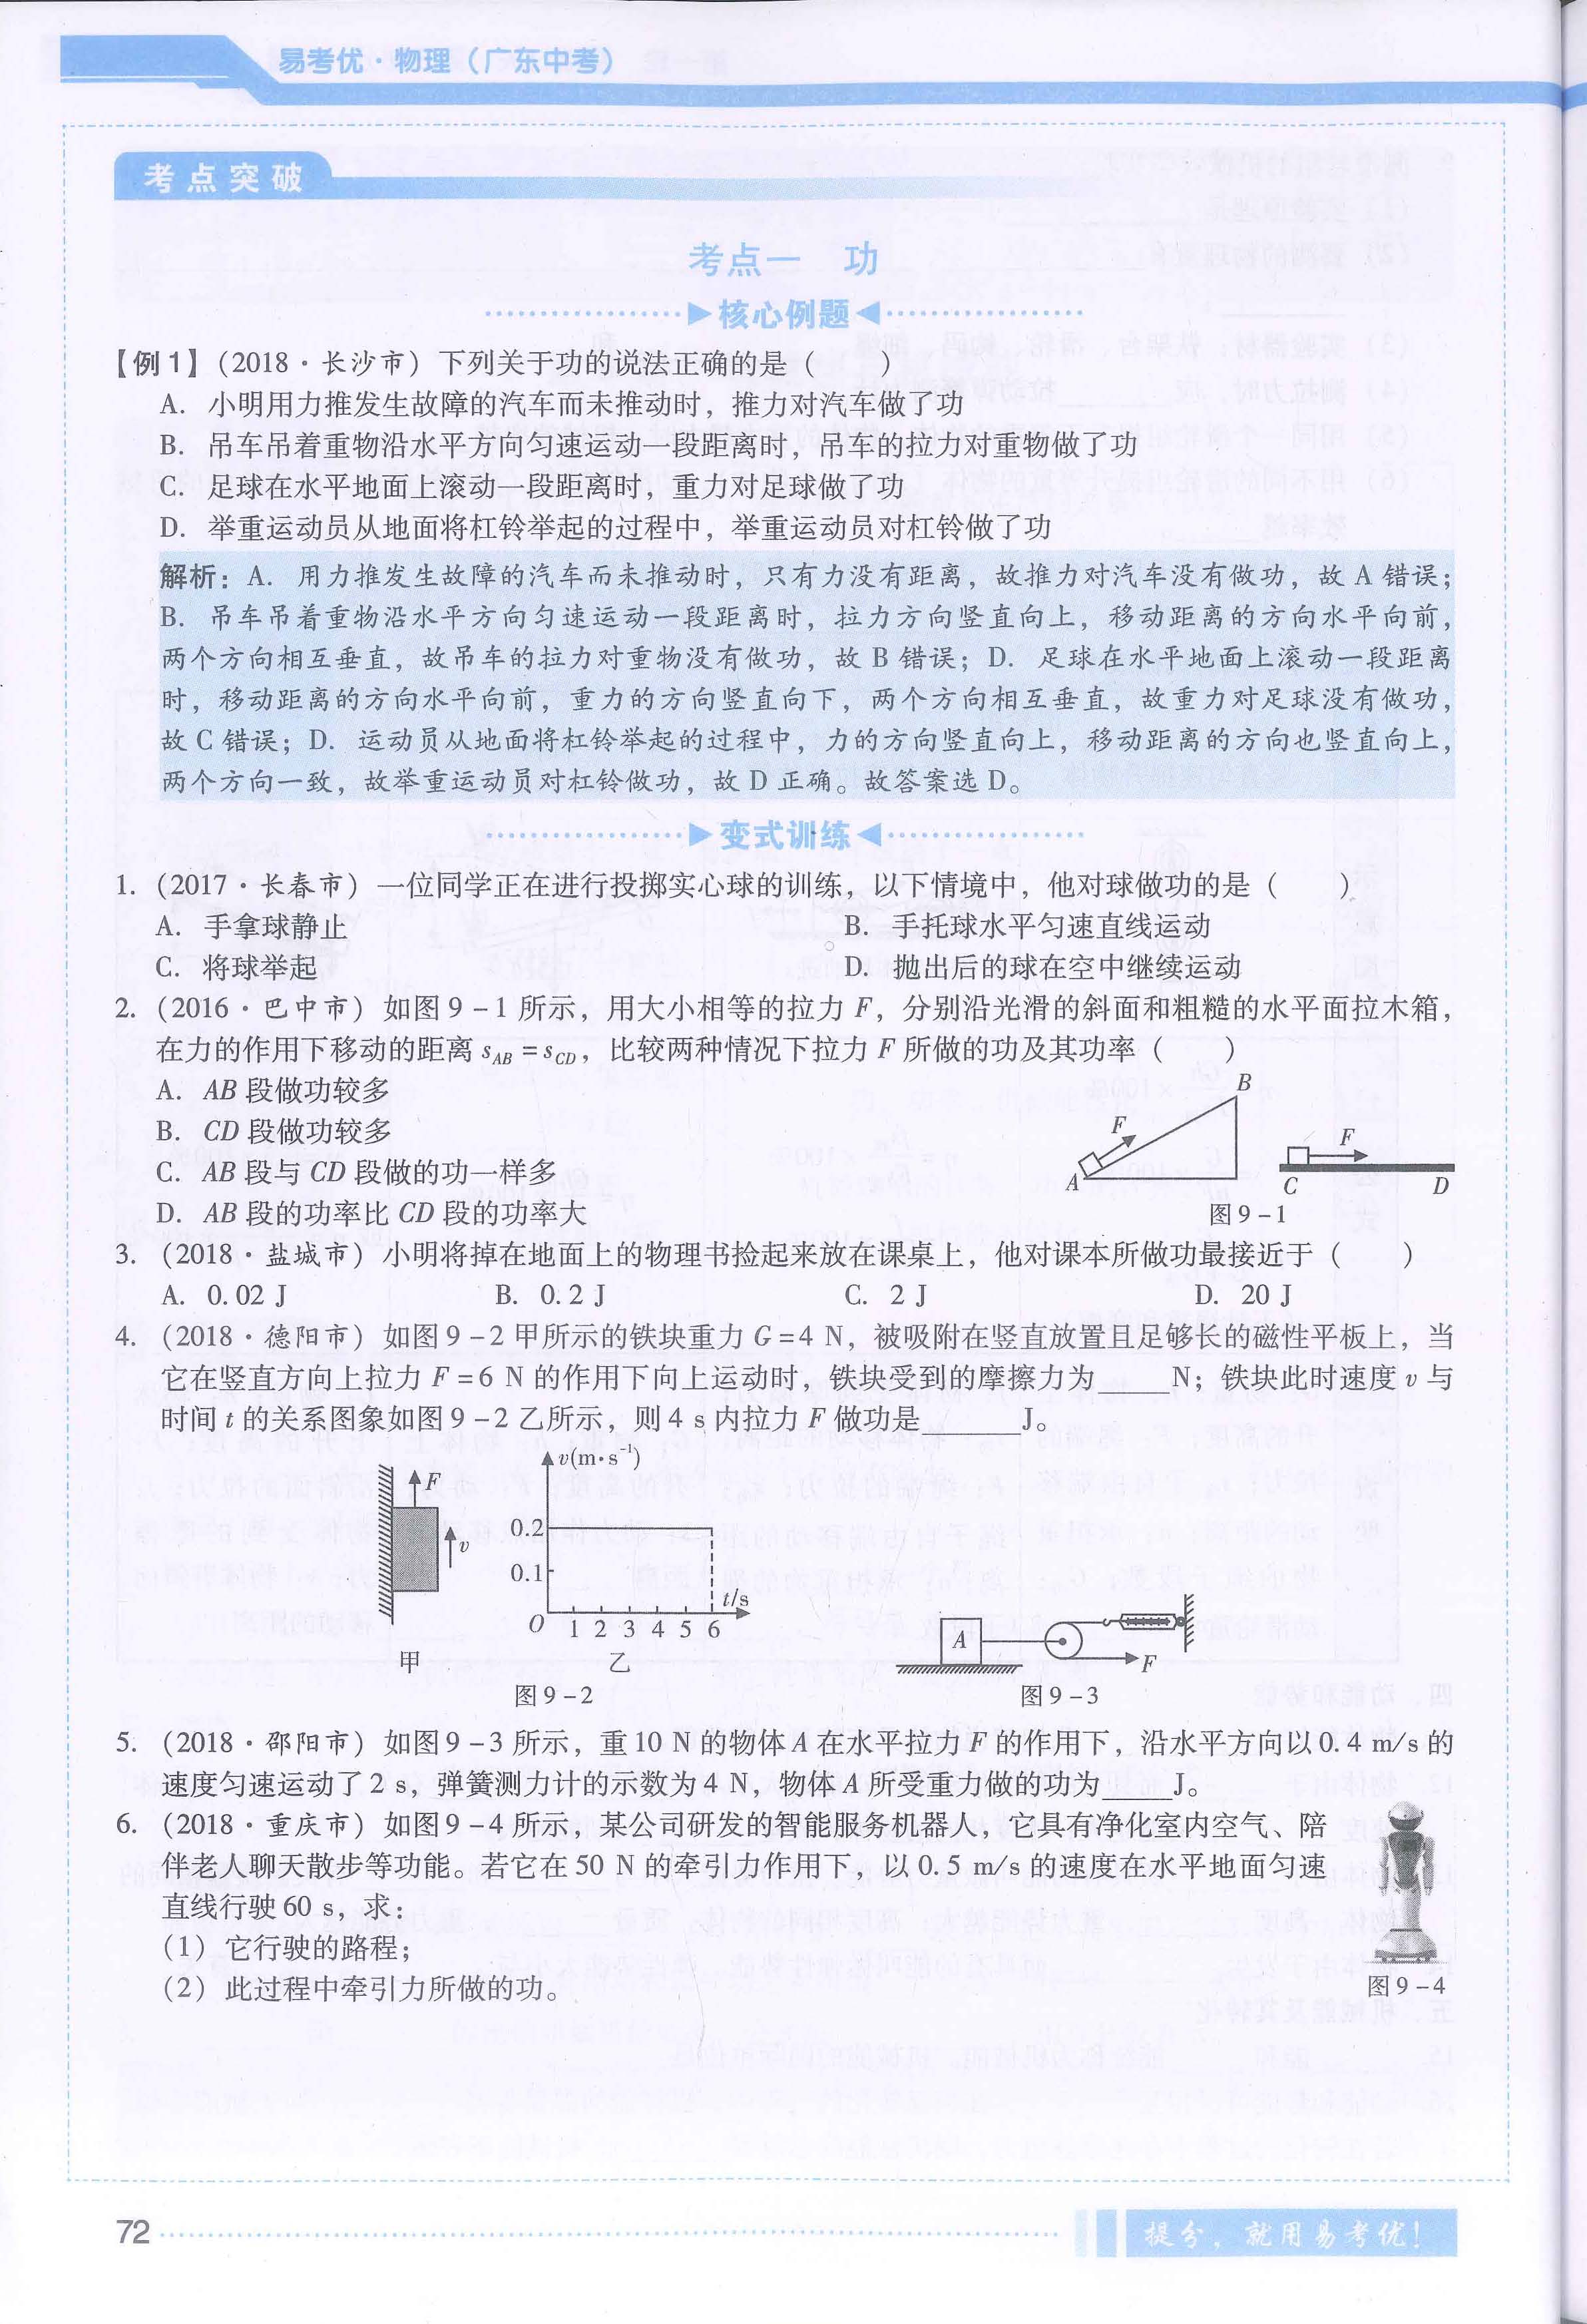 易考优·物理（广东中考）
考点突破
考点一 功
核心例题
【例1】（2018·长沙市）下列关于功的说法正确的是（ ）
A. 小明用力推发生故障的汽车而未推动时，推力对汽车做了功
B. 吊车吊着重物沿水平方向匀速运动一段距离时，吊车的拉力对重物做了功
C. 足球在水平地面上滚动一段距离时，重力对足球做了功
D. 举重运动员从地面将杠铃举起的过程中，举重运动员对杠铃做了功
解析：A. 用力推发生故障的汽车而未推动时，只有力没有距离，故推力对汽车没有做功，故 A 错误；
B. 吊车吊着重物沿水平方向匀速运动一段距离时，拉力方向竖直向上，移动距离的方向水平向前，
两个方向相互垂直，故吊车的拉力对重物没有做功，故 B 错误；D. 足球在水平地面上滚动一段距离
时，移动距离的方向水平向前，重力的方向竖直向下，两个方向相互垂直，故重力对足球没有做功，
故 C 错误；D. 运动员从地面将杠铃举起的过程中，力的方向竖直向上，移动距离的方向也竖直向上，
两个方向一致，故举重运动员对杠铃做功，故 D 正确。故答案选 D。
变式训练
1. （2017·长春市）一位同学正在进行投掷实心球的训练，以下情境中，他对球做功的是（ ）
A. 手拿球静止 B. 手托球水平匀速直线运动
C. 将球举起 D. 抛出后的球在空中继续运动
2. （2016·巴中市）如图 9-1 所示，用大小相等的拉力 F，分别沿光滑的斜面和粗糙的水平面拉木箱，
在力的作用下移动的距离 s_AB = s_CD，比较两种情况下拉力 F 所做的功及其功率（ ）
A. AB 段做功较多
B. CD 段做功较多
C. AB 段与 CD 段做的功一样多
D. AB 段的功率比 CD 段的功率大
A F B
F C D
图 9-1
3. （2018·盐城市）小明将掉在地面上的物理书捡起来放在课桌上，他对课本所做功最接近于（ ）
A. 0.02 J B. 0.2 J C. 2 J D. 20 J
4. （2018·德阳市）如图 9-2 甲所示的铁块重力 G=4 N，被吸附在竖直放置且足够长的磁性平板上，当
它在竖直方向上拉力 F=6 N 的作用下向上运动时，铁块受到的摩擦力为____N；铁块此时速度 v 与
时间 t 的关系图象如图 9-2 乙所示，则 4 s 内拉力 F 做功是______J。
F v
甲
v(m·s⁻¹)
0.2
0.1
O 1 2 3 4 5 6 t/s
乙
图 9-2
A F
图 9-3
5. （2018·邵阳市）如图 9-3 所示，重 10 N 的物体 A 在水平拉力 F 的作用下，沿水平方向以 0.4 m/s 的
速度匀速运动了 2 s，弹簧测力计的示数为 4 N，物体 A 所受重力做的功为____J。
6. （2018·重庆市）如图 9-4 所示，某公司研发的智能服务机器人，它具有净化室内空气、陪
伴老人聊天散步等功能。若它在 50 N 的牵引力作用下，以 0.5 m/s 的速度在水平地面匀速
直线行驶 60 s，求：
（1）它行驶的路程；
（2）此过程中牵引力所做的功。
图 9-4
72
提分，就用易考优！